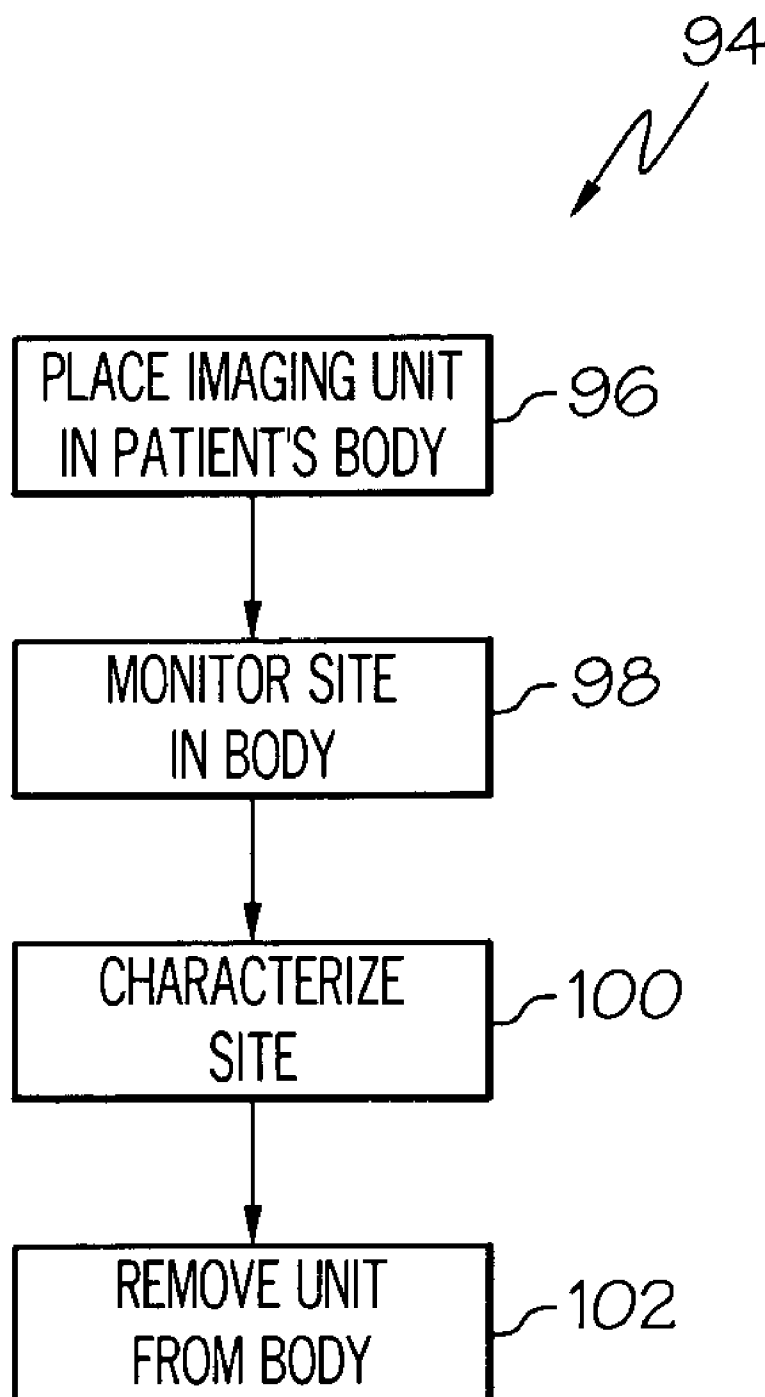 94
PLACE IMAGING UNIT
IN PATIENT'S BODY
96
MONITOR SITE
IN BODY
98
CHARACTERIZE
SITE
100
REMOVE UNIT
FROM BODY
102